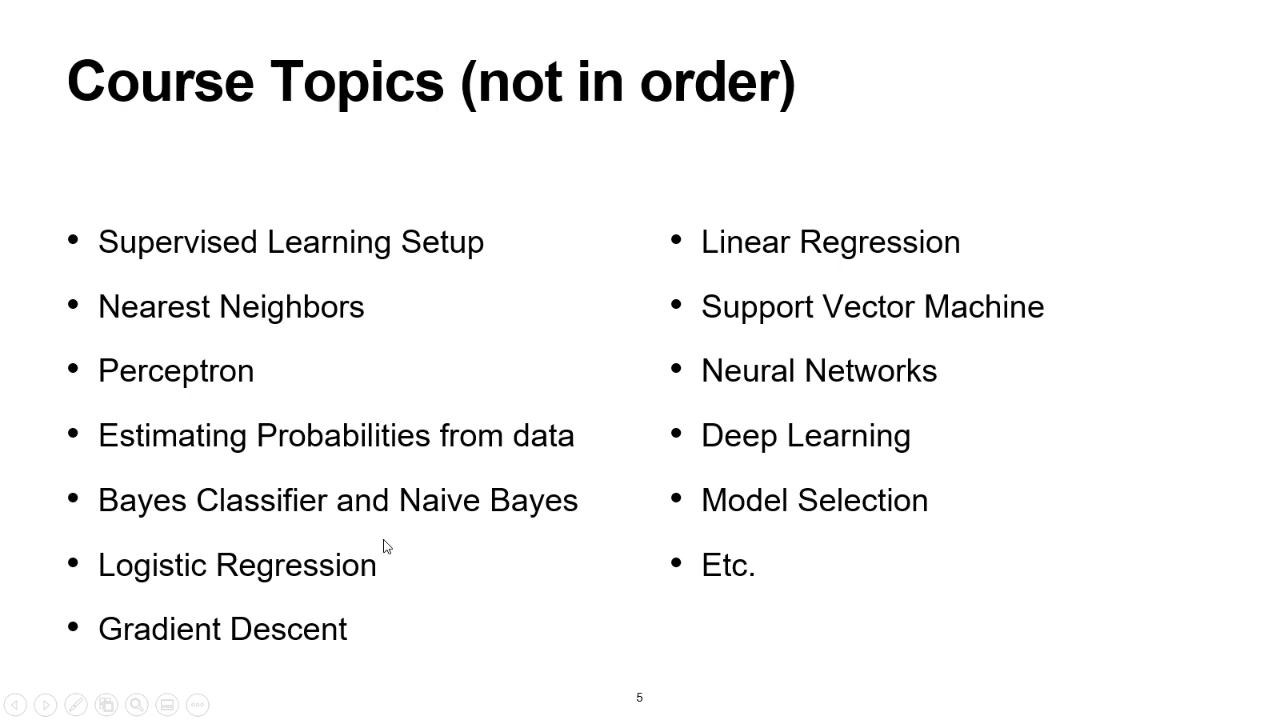 Course Topics (not in order)
• Supervised Learning Setup
• Nearest Neighbors
• Perceptron
• Estimating Probabilities from data
• Bayes Classifier and Naive Bayes
• Logistic Regression
• Gradient Descent
• Linear Regression
• Support Vector Machine
• Neural Networks
• Deep Learning
• Model Selection
• Etc.
5